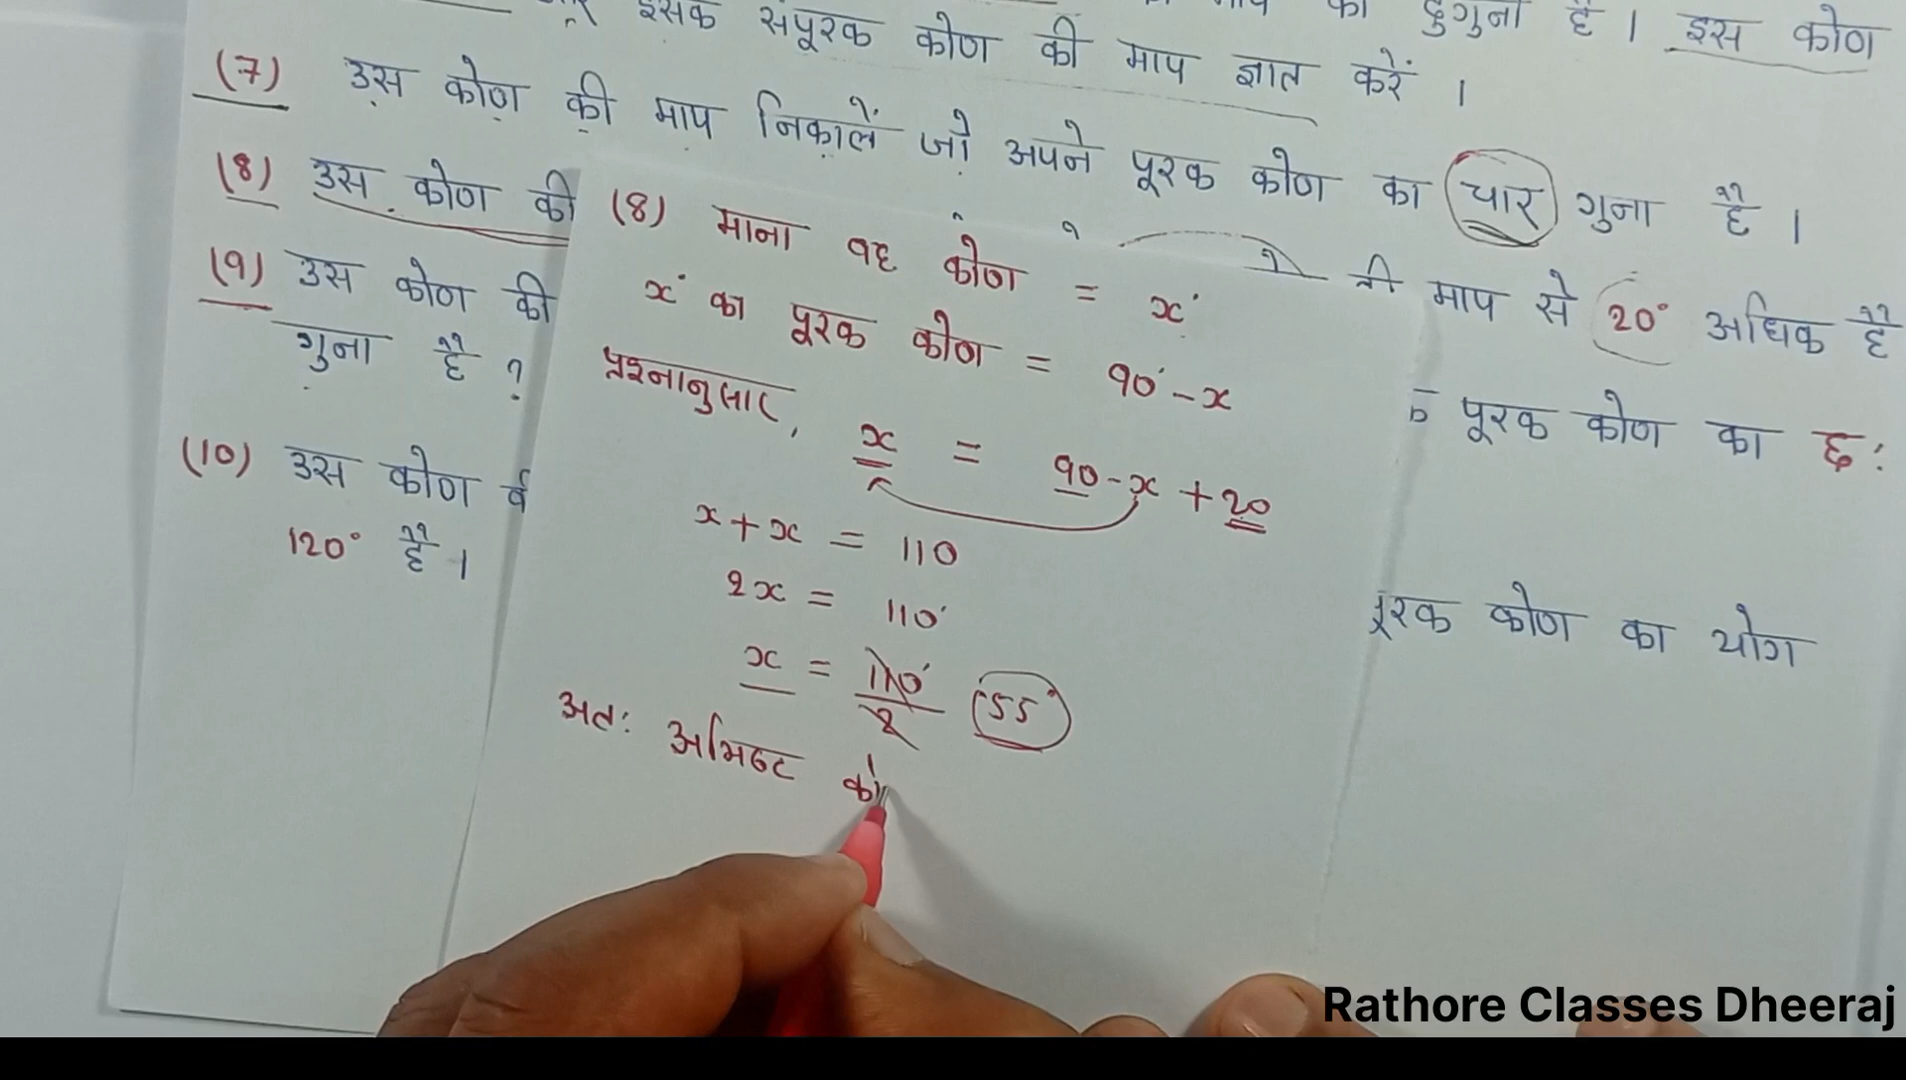 इसके संपूरक कोण की माप ज्ञात करें ।
दुगुना है । इस कोण
(7) उस कोण की माप निकालें जो अपने पूरक कोण का चार गुना है ।
(8) उस कोण की
माप से 20° अधिक है
(9) उस कोण की
पूरक कोण का छः
गुना है ?
(10) उस कोण
पूरक कोण का योग
120° है ।
(8) माना वह कोण = x°
x° का पूरक कोण = 90° - x
प्रश्नानुसार,
x = 90 - x + 20
x + x = 110
2x = 110°
x = 110°/2 55°
अतः अभिष्ट को
Rathore Classes Dheeraj